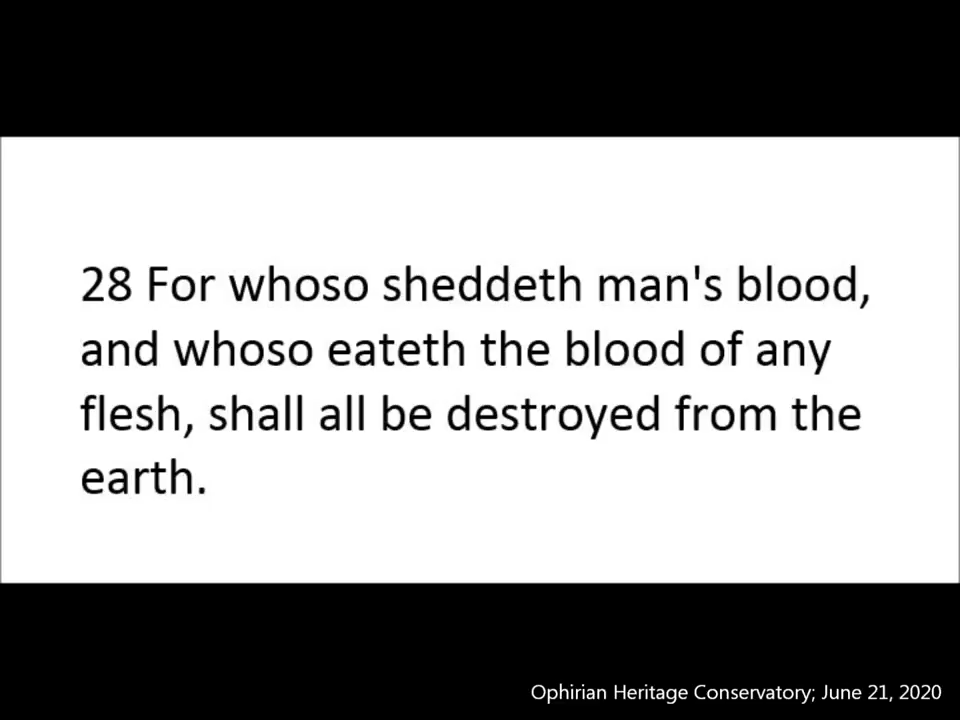 28 For whoso sheddeth man's blood,
and whoso eateth the blood of any
flesh, shall all be destroyed from the
earth.
Ophirian Heritage Conservatory; June 21, 2020